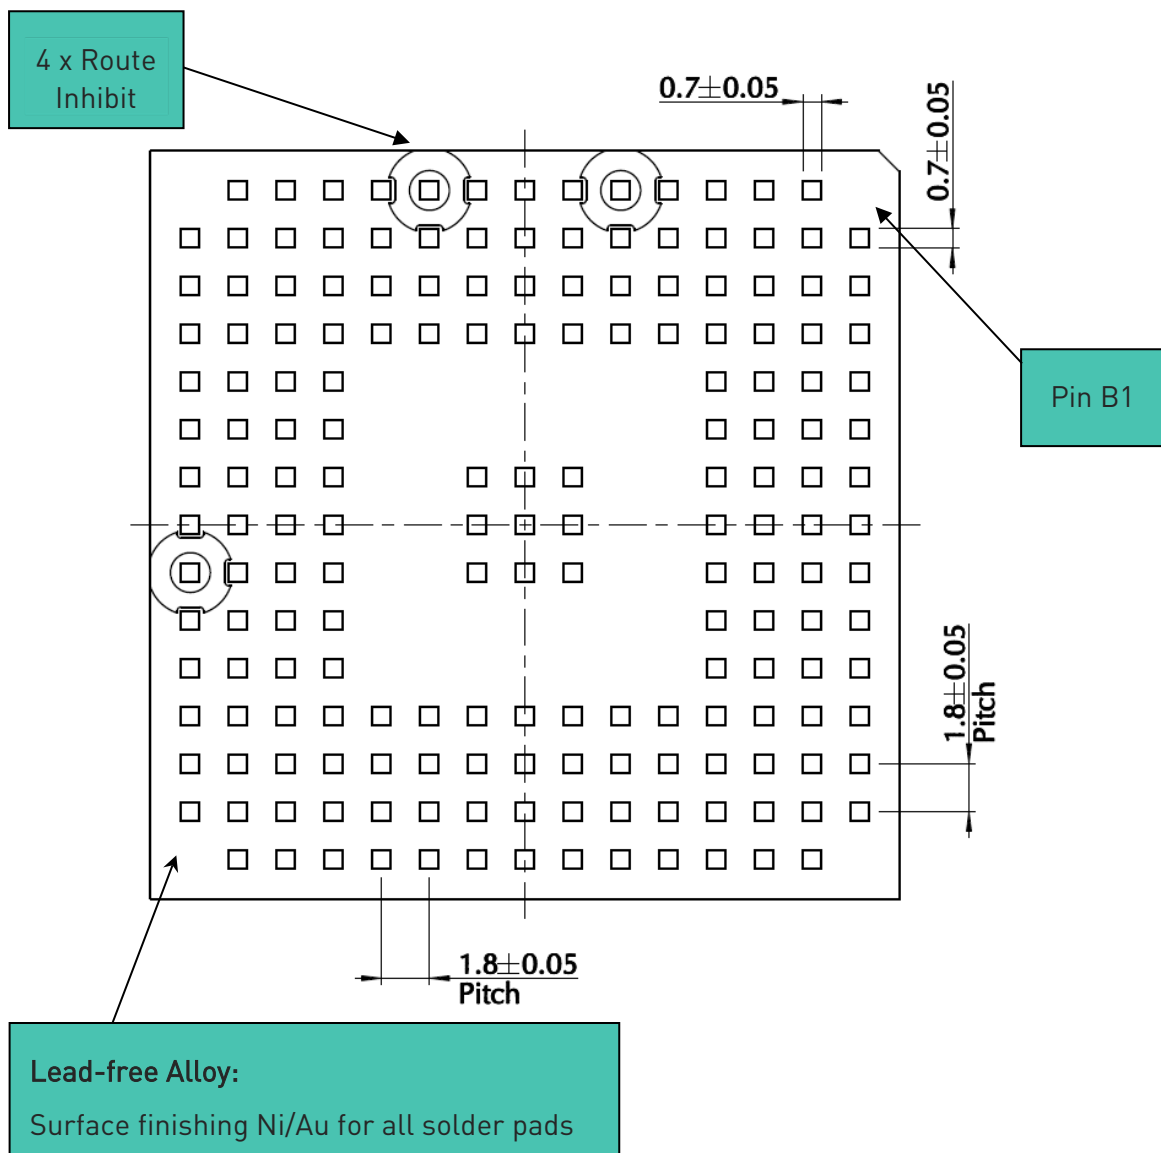 4 x Route
Inhibit
0.7±0.05
0.7±0.05
Pin B1
1.8±0.05
Pitch
1.8±0.05
Pitch
Lead-free Alloy:
Surface finishing Ni/Au for all solder pads